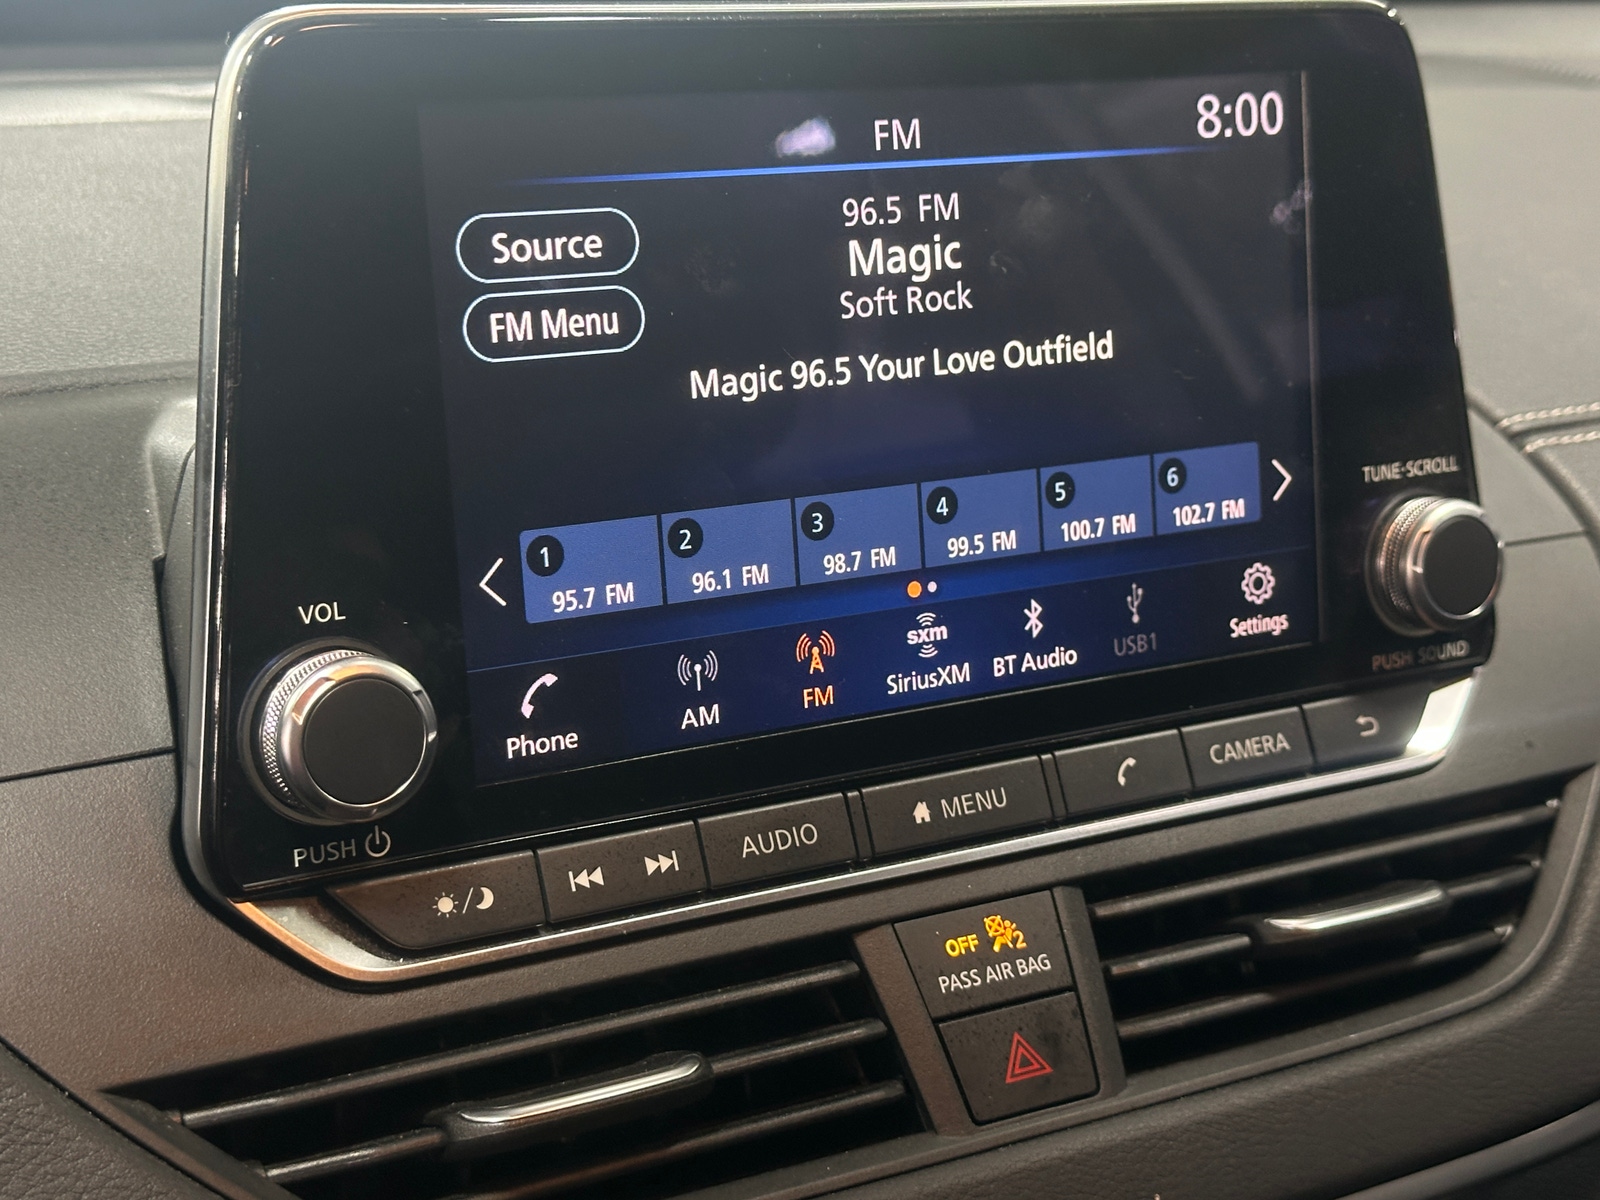 FM
8:00
Source
FM Menu
96.5 FM
Magic
Soft Rock
Magic 96.5 Your Love Outfield
1
95.7 FM
2
96.1 FM
3
98.7 FM
4
99.5 FM
5
100.7 FM
6
102.7 FM
Phone
AM
FM
sxm
SiriusXM
BT Audio
USB1
Settings
VOL
PUSH
TUNE·SCROLL
PUSH SOUND
AUDIO
MENU
CAMERA
OFF 2
PASS AIR BAG